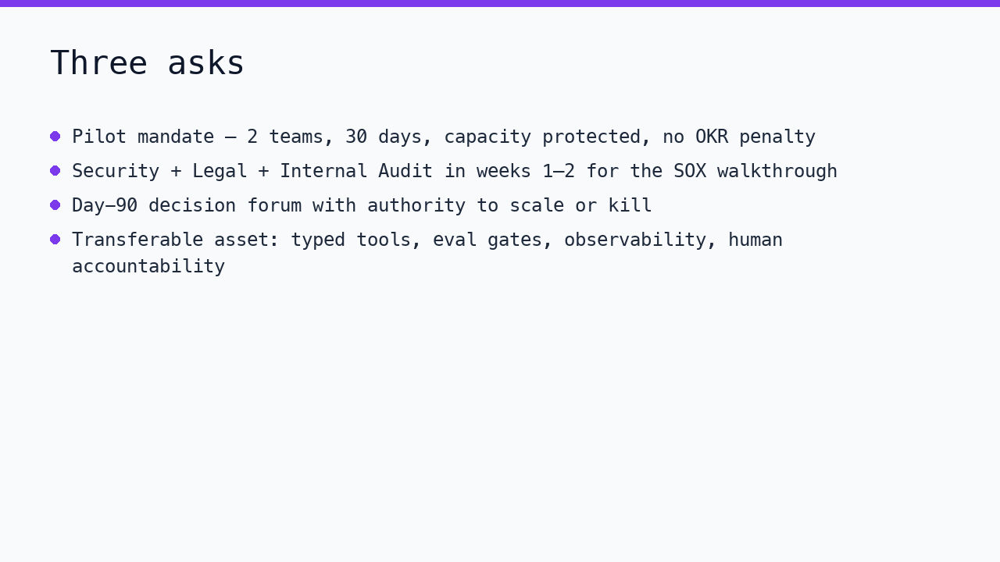 Three asks
Pilot mandate — 2 teams, 30 days, capacity protected, no OKR penalty
Security + Legal + Internal Audit in weeks 1–2 for the SOX walkthrough
Day-90 decision forum with authority to scale or kill
Transferable asset: typed tools, eval gates, observability, human
accountability